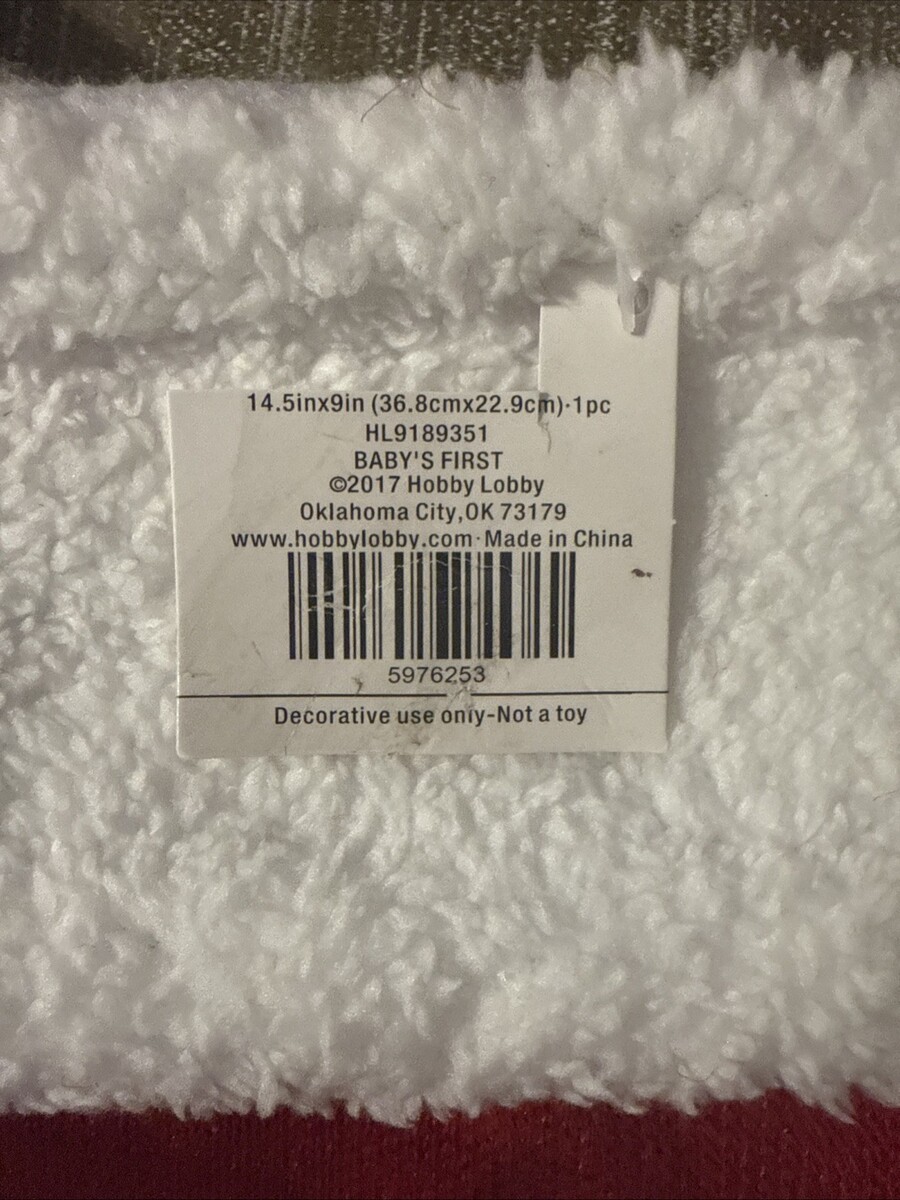 14.5inx9in (36.8cmx22.9cm)·1pc
HL9189351
BABY'S FIRST
©2017 Hobby Lobby
Oklahoma City,OK 73179
www.hobbylobby.com·Made in China
5976253
Decorative use only-Not a toy